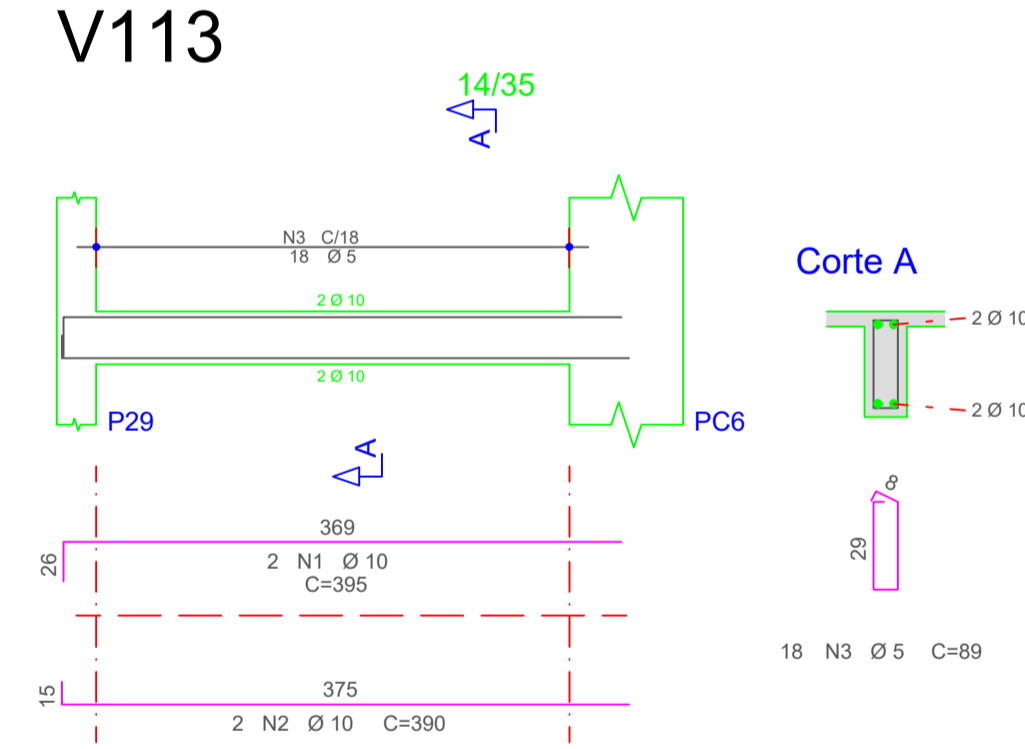 V113
14/35
A
N3 C/18
18 Ø 5
2 Ø 10
2 Ø 10
P29
PC6
A
Corte A
2 Ø 10
2 Ø 10
369
26
2 N1 Ø 10
C=395
375
15
2 N2 Ø 10 C=390
8
29
18 N3 Ø 5 C=89